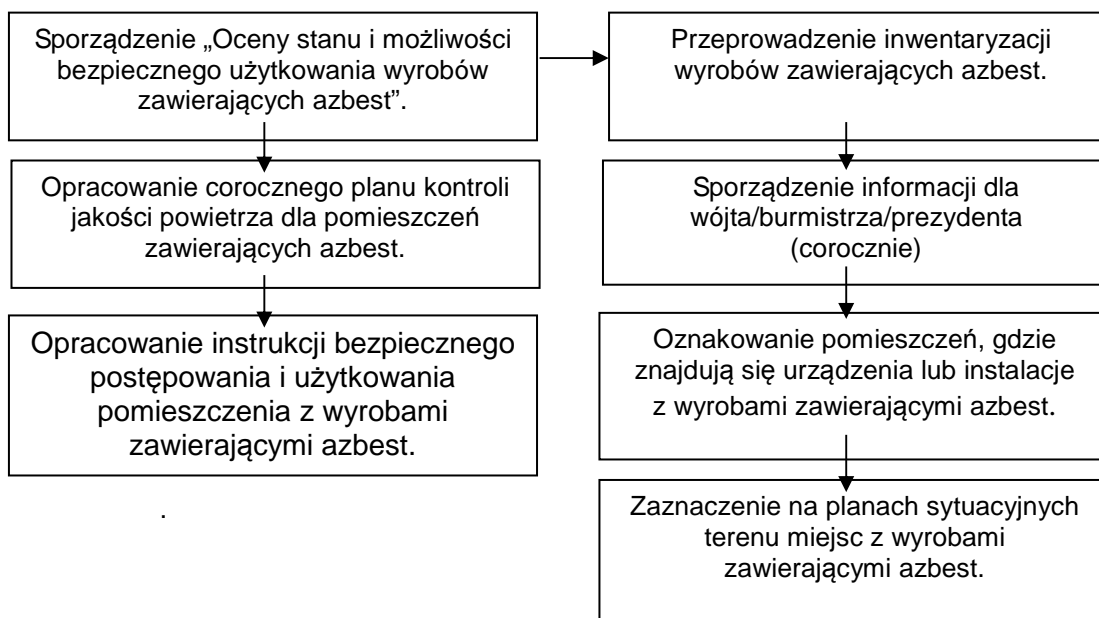 Sporządzenie „Oceny stanu i możliwości
bezpiecznego użytkowania wyrobów
zawierających azbest”.
Przeprowadzenie inwentaryzacji
wyrobów zawierających azbest.
Opracowanie corocznego planu kontroli
jakości powietrza dla pomieszczeń
zawierających azbest.
Sporządzenie informacji dla
wójta/burmistrza/prezydenta
(corocznie)
Opracowanie instrukcji bezpiecznego
postępowania i użytkowania
pomieszczenia z wyrobami
zawierającymi azbest.
Oznakowanie pomieszczeń, gdzie
znajdują się urządzenia lub instalacje
z wyrobami zawierającymi azbest.
.
Zaznaczenie na planach sytuacyjnych
terenu miejsc z wyrobami
zawierającymi azbest.